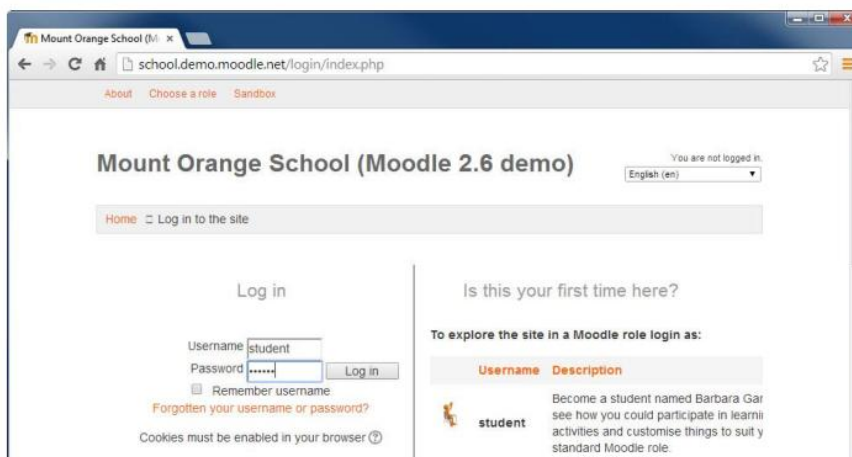 Mount Orange School (M
school.demo.moodle.net/login/index.php
About Choose a role Sandbox
Mount Orange School (Moodle 2.6 demo)
You are not logged in.
English (en)
Home Log in to the site
Log in
Username student
Password ••••••
Log in
Remember username
Forgotten your username or password?
Cookies must be enabled in your browser
Is this your first time here?
To explore the site in a Moodle role login as:
Username Description
student
Become a student named Barbara Gar
see how you could participate in learni
activities and customise things to suit y
standard Moodle role.